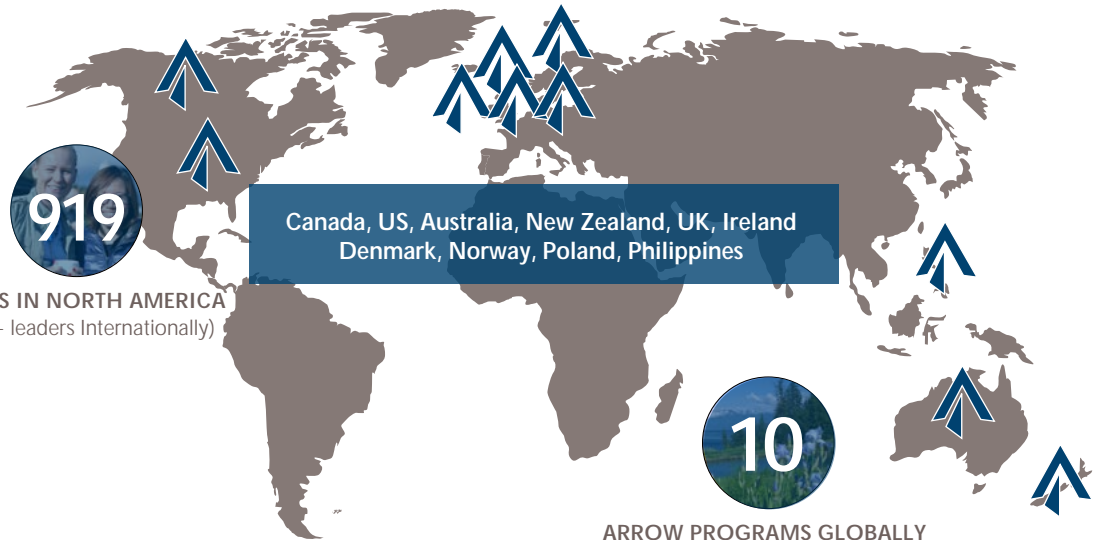 919
Canada, US, Australia, New Zealand, UK, Ireland
Denmark, Norway, Poland, Philippines
IN NORTH AMERICA
leaders Internationally)
10
ARROW PROGRAMS GLOBALLY